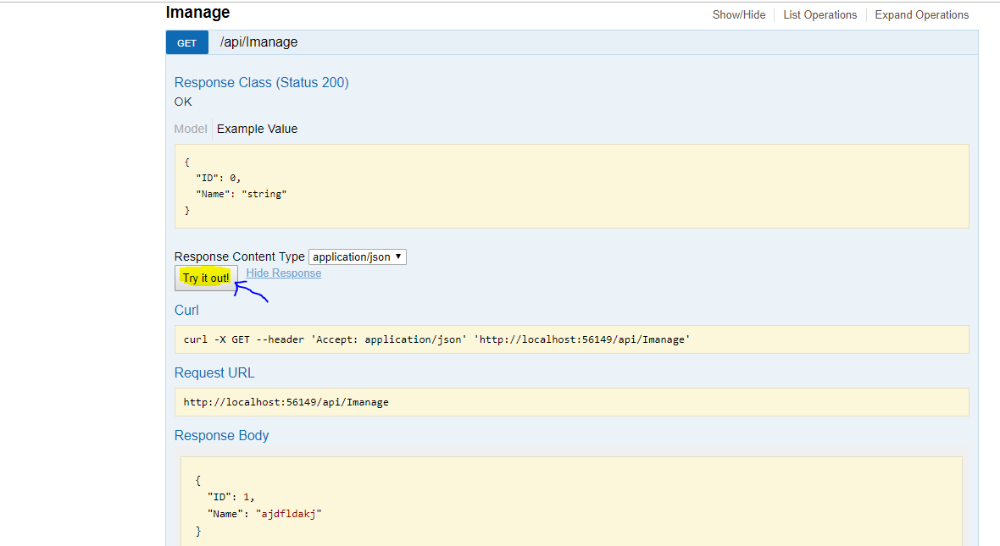 Imanage
Show/Hide List Operations Expand Operations
GET /api/Imanage
Response Class (Status 200)
OK
Model Example Value
{
"ID": 0,
"Name": "string"
}
Response Content Type application/json
Try it out! Hide Response
Curl
curl -X GET --header 'Accept: application/json' 'http://localhost:56149/api/Imanage'
Request URL
http://localhost:56149/api/Imanage
Response Body
{
"ID": 1,
"Name": "ajdfldakj"
}